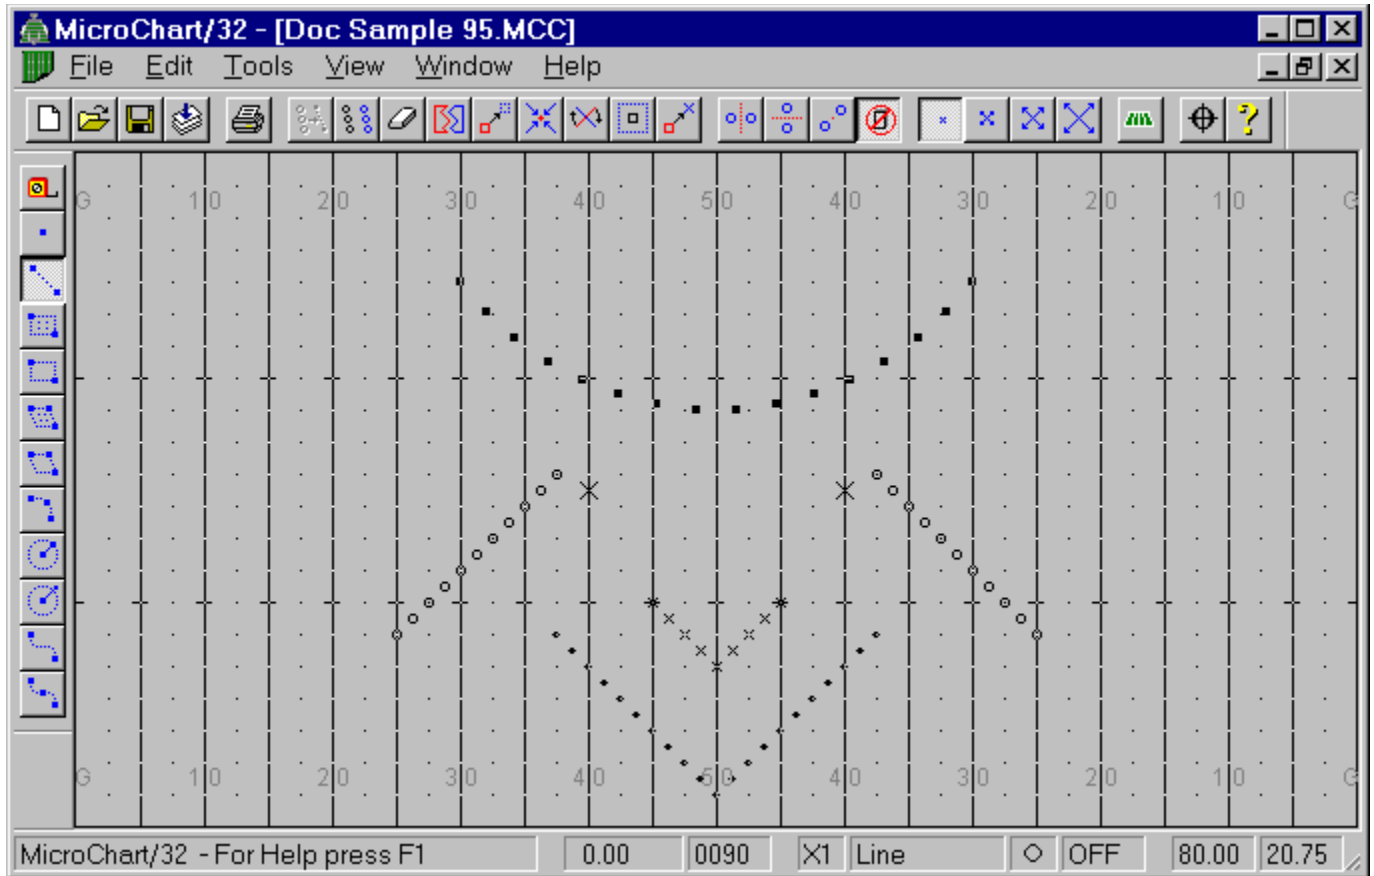 MicroChart/32 - [Doc Sample 95.MCC]
File Edit Tools View Window Help
G 10 20 30 40 50 40 30 20 10 G
G 10 20 30 40 50 40 30 20 10 G
MicroChart/32 - For Help press F1 0.00 0090 X1 Line OFF 80.00 20.75